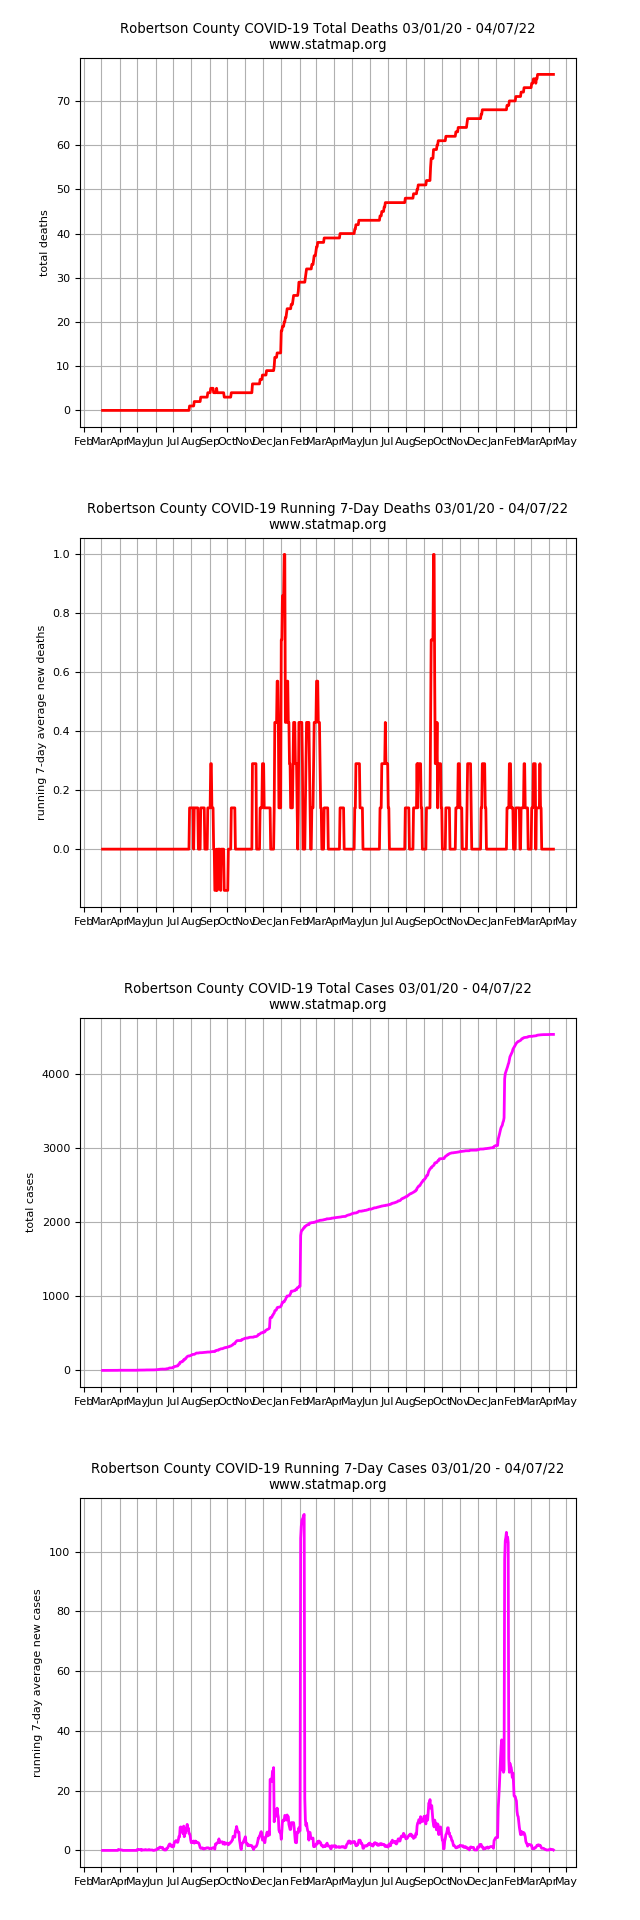 Robertson County COVID-19 Total Deaths 03/01/20 - 04/07/22
www.statmap.org
70
60
50
40
30
20
10
0
total deaths
Feb Mar Apr May Jun Jul Aug Sep Oct Nov Dec Jan Feb Mar Apr May Jun Jul Aug Sep Oct Nov Dec Jan Feb Mar Apr May
Robertson County COVID-19 Running 7-Day Deaths 03/01/20 - 04/07/22
www.statmap.org
1.0
0.8
0.6
0.4
0.2
0.0
running 7-day average new deaths
Feb Mar Apr May Jun Jul Aug Sep Oct Nov Dec Jan Feb Mar Apr May Jun Jul Aug Sep Oct Nov Dec Jan Feb Mar Apr May
Robertson County COVID-19 Total Cases 03/01/20 - 04/07/22
www.statmap.org
4000
3000
2000
1000
0
total cases
Feb Mar Apr May Jun Jul Aug Sep Oct Nov Dec Jan Feb Mar Apr May Jun Jul Aug Sep Oct Nov Dec Jan Feb Mar Apr May
Robertson County COVID-19 Running 7-Day Cases 03/01/20 - 04/07/22
www.statmap.org
100
80
60
40
20
0
running 7-day average new cases
Feb Mar Apr May Jun Jul Aug Sep Oct Nov Dec Jan Feb Mar Apr May Jun Jul Aug Sep Oct Nov Dec Jan Feb Mar Apr May